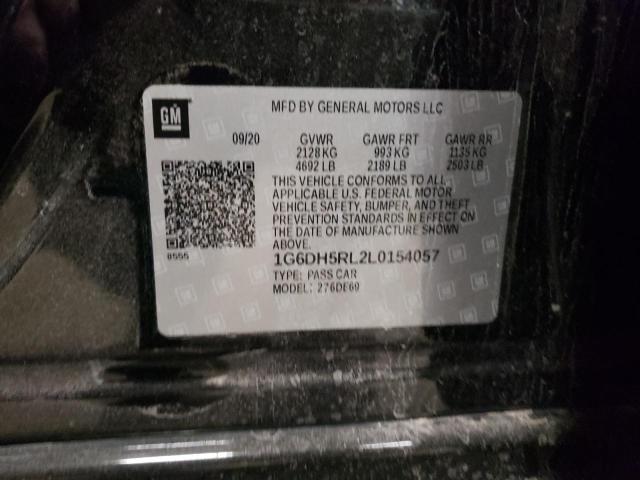 GM
MFD BY GENERAL MOTORS LLC
09/20 GVWR GAWR FRT GAWR RR
2128 KG 993 KG 1135 KG
4692 LB 2189 LB 2503 LB
THIS VEHICLE CONFORMS TO ALL
APPLICABLE U.S. FEDERAL MOTOR
VEHICLE SAFETY, BUMPER, AND THEFT
PREVENTION STANDARDS IN EFFECT ON
THE DATE OF MANUFACTURE SHOWN
ABOVE.
8555 1G6DH5RL2L0154057
TYPE: PASS CAR
MODEL: 276DE69